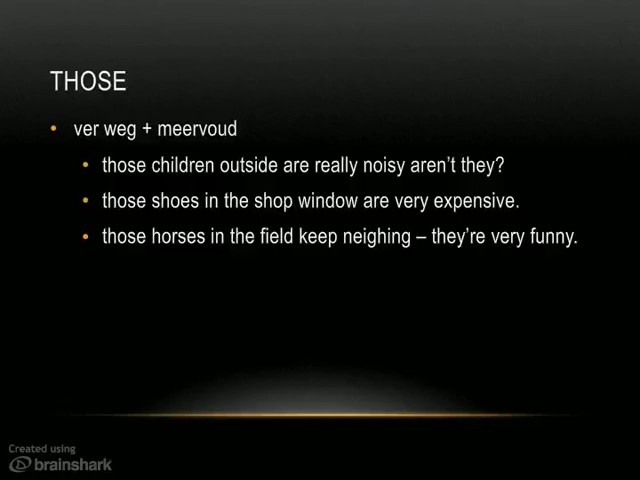 THOSE
ver weg + meervoud
those children outside are really noisy aren't they?
those shoes in the shop window are very expensive.
those horses in the field keep neighing – they're very funny.
Created using
brainshark